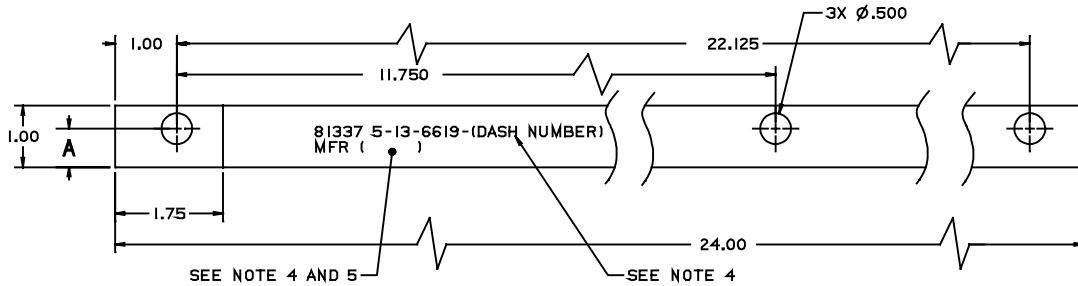 3X Ø.500
1.00
22.125
11.750
1.00
A
81337 5-13-6619-(DASH NUMBER)
MFR ( )
1.75
24.00
SEE NOTE 4 AND 5
SEE NOTE 4